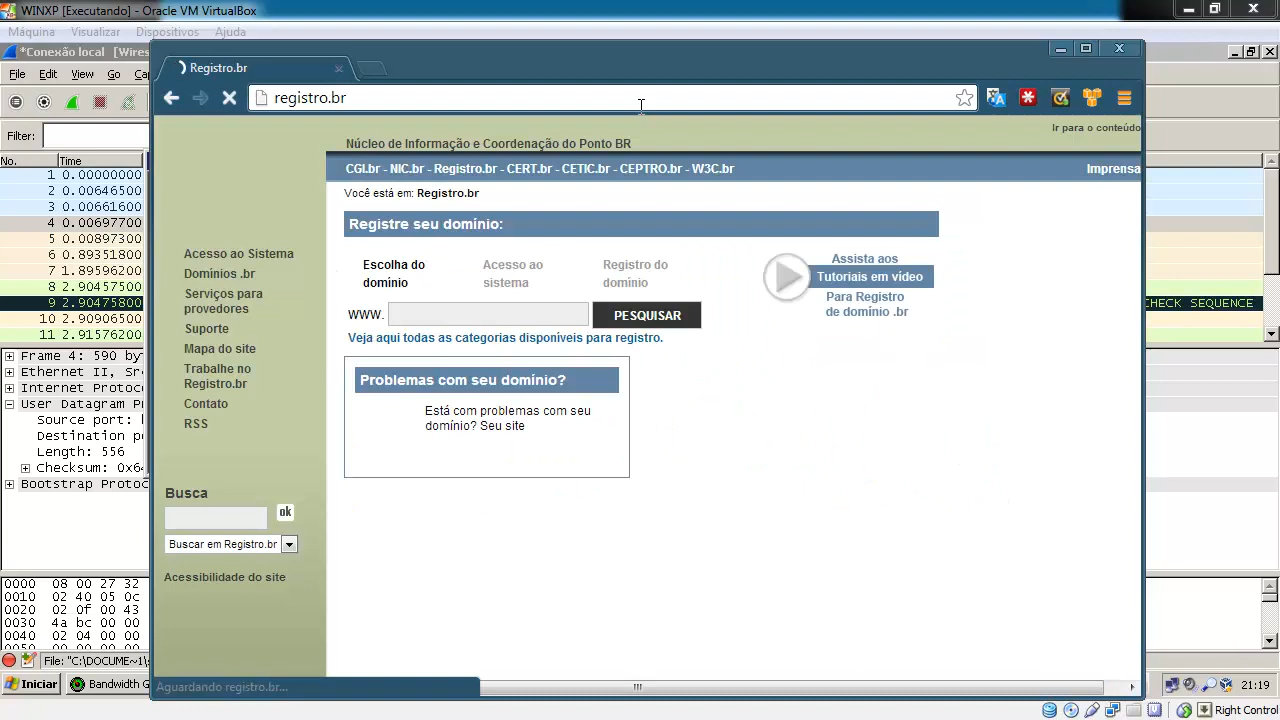 WINXP [Executando] - Oracle VM VirtualBox
Máquina Visualizar Dispositivos Ajuda
*Conexão local [Wires
File Edit View Go Ca
Filter:
No. Time
1 0.00000000
2 0.00646500
3 0.00661600
4 0.00697700
5 0.00897300
6 0.89351800
7 1.89596200
8 2.90457500
9 2.90475800
10 2.90906500
11 2.91576200
CHECK SEQUENCE
Frame 4: 590 by
Ethernet II, Sr
Internet Protoc
User Datagram P
Source port:
Destination p
Length: 556
Checksum: 0x6
Bootstrap Protoc
0000 08 00 27 32
0010 02 40 05 0c
0020 02 0f 00 43
0030 4a bc 00 00
0040 02 04 00 00
File: "C:\DOCUME~1\
Iniciar
Bandwidth G
21:19
Right Control
Registro.br
registro.br
Ir para o conteúdo
Núcleo de Informação e Coordenação do Ponto BR
CGI.br - NIC.br - Registro.br - CERT.br - CETIC.br - CEPTRO.br - W3C.br
Imprensa
Você está em: Registro.br
Registre seu domínio:
Acesso ao Sistema
Domínios .br
Serviços para
provedores
Suporte
Mapa do site
Trabalhe no
Registro.br
Contato
RSS
Escolha do
domínio
Acesso ao
sistema
Registro do
domínio
www.
PESQUISAR
Veja aqui todas as categorias disponíveis para registro.
Assista aos
Tutoriais em vídeo
Para Registro
de domínio .br
Problemas com seu domínio?
Está com problemas com seu
domínio? Seu site
Busca
ok
Buscar em Registro.br
Acessibilidade do site
Aguardando registro.br...